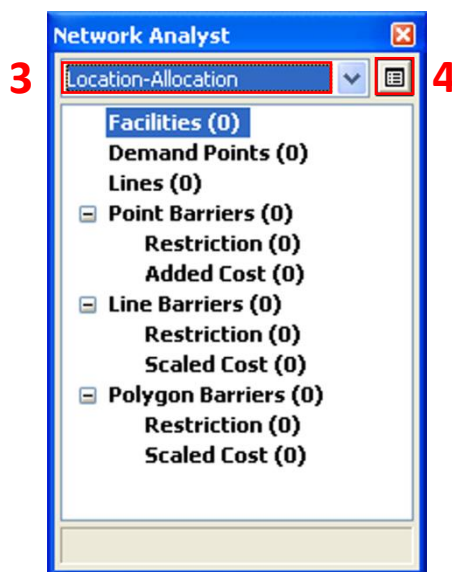 Network Analyst
3 Location-Allocation 4
Facilities (0)
Demand Points (0)
Lines (0)
Point Barriers (0)
Restriction (0)
Added Cost (0)
Line Barriers (0)
Restriction (0)
Scaled Cost (0)
Polygon Barriers (0)
Restriction (0)
Scaled Cost (0)